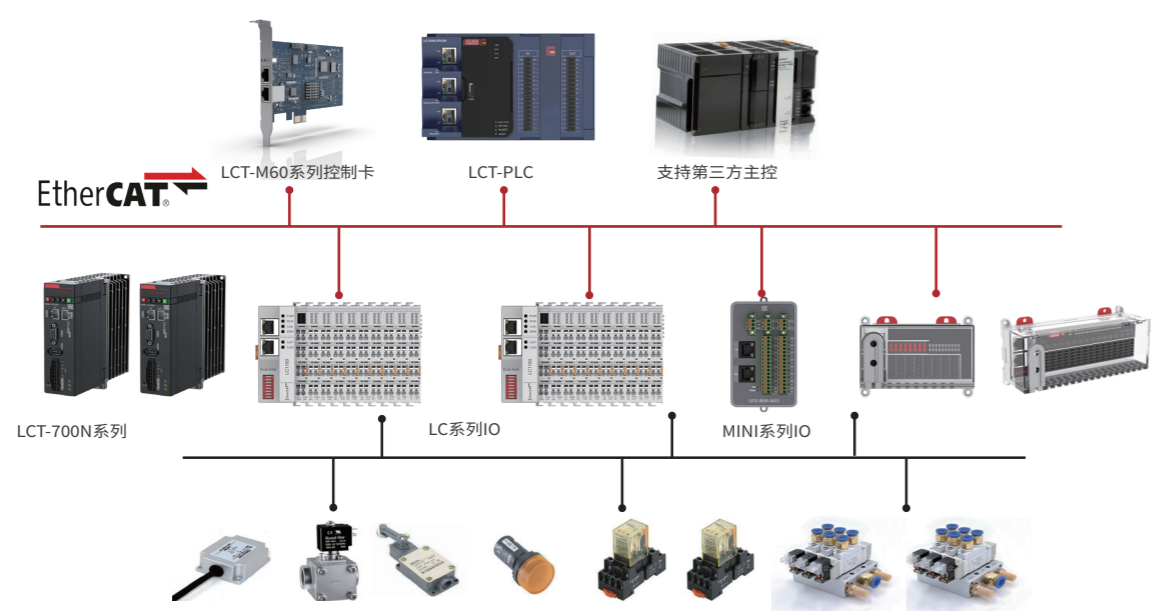 LCT-M60系列控制卡
LCT-PLC
支持第三方主控
EtherCAT®
LC100
LC100
LCT-700N系列
LC系列IO
MINI系列IO